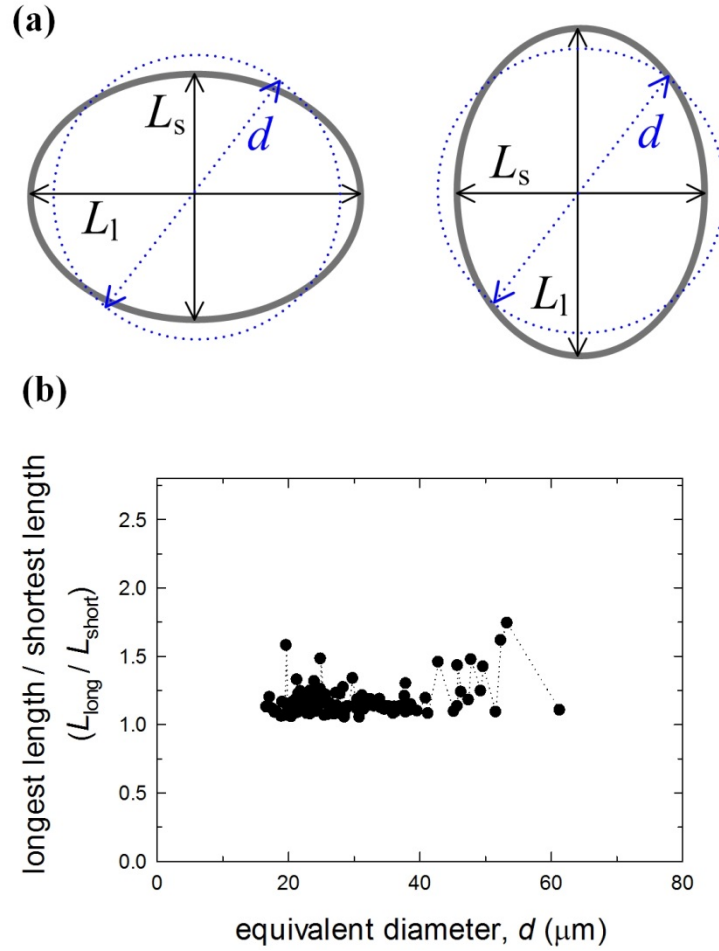 (a)
Ls
d
Ll
Ls
d
Ll
(b)
longest length / shortest length
(Llong / Lshort)
2.5
2.0
1.5
1.0
0.5
0.0
0 20 40 60 80
equivalent diameter, d (μm)